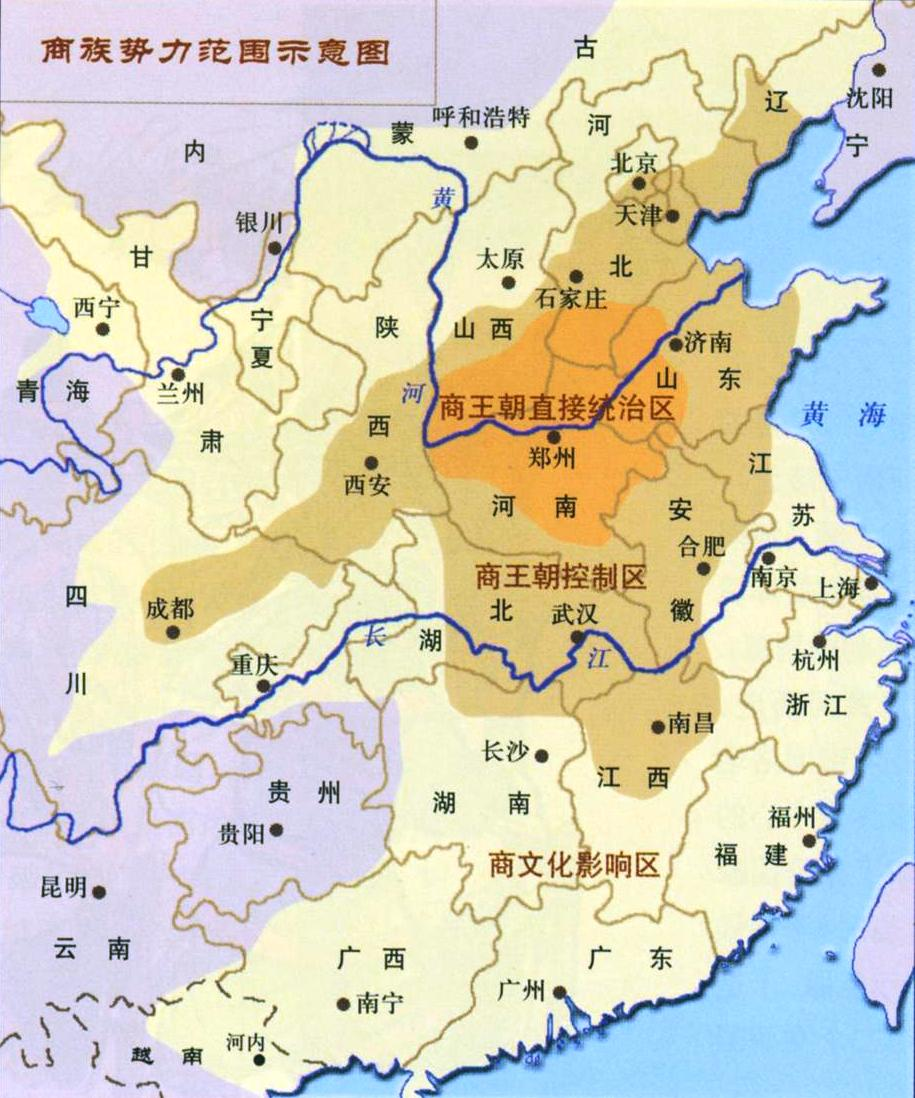 商族势力范围示意图
古
辽
沈阳
宁
呼和浩特
蒙
内
河
北京
天津
黄
银川
甘
太原
北
石家庄
西宁
宁
夏
陕
山西
济南
青海
兰州
河
商王朝直接统治区
山东
黄海
肃
西
郑州
西安
河南
安
江
苏
合肥
南京
上海
四
成都
商王朝控制区
北
武汉
徽
长
湖
江
杭州
重庆
川
浙江
南昌
长沙
江西
贵州
湖南
贵阳
福州
福建
商文化影响区
昆明
云南
广西
广东
南宁
广州
越南
河内